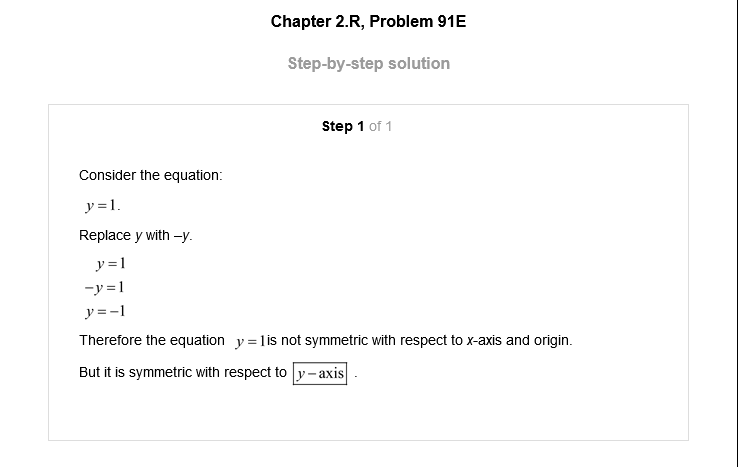 Chapter 2.R, Problem 91E
Step-by-step solution
Step 1 of 1
Consider the equation:
y = 1.
Replace y with –y.
y = 1
−y = 1
y = −1
Therefore the equation y = 1 is not symmetric with respect to x-axis and origin.
But it is symmetric with respect to y − axis .